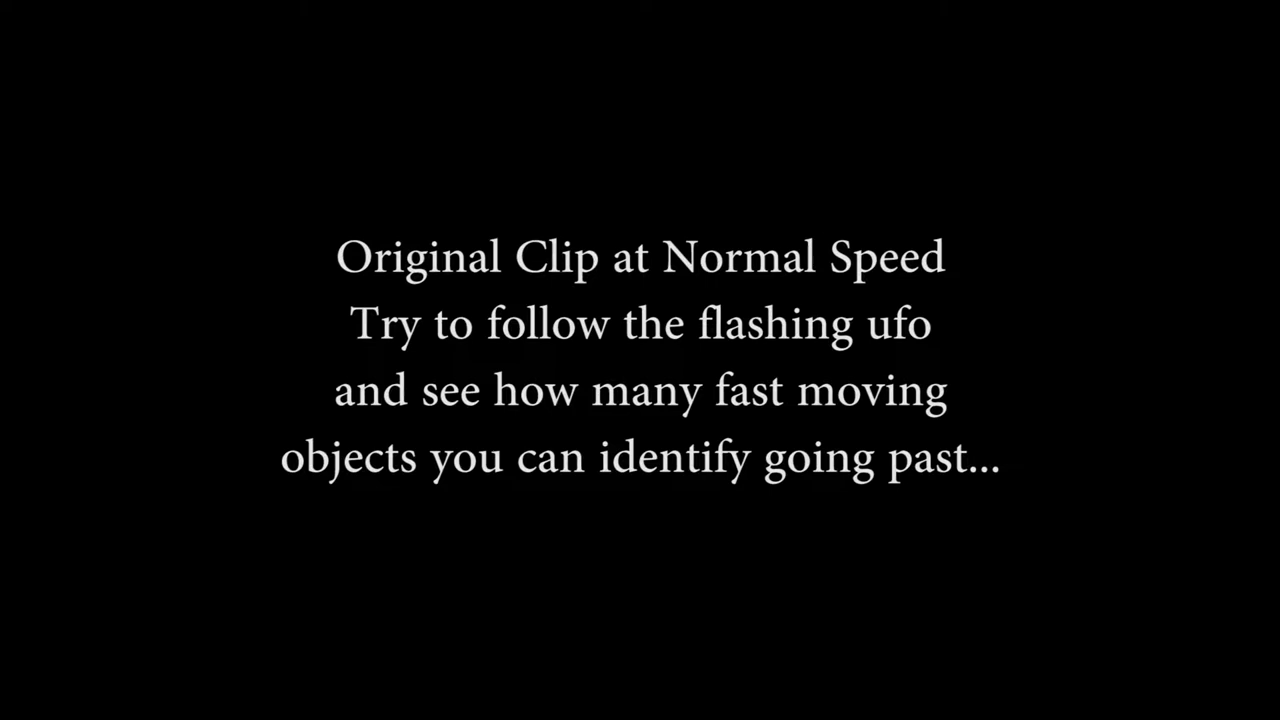 Original Clip at Normal Speed
Try to follow the flashing ufo
and see how many fast moving
objects you can identify going past...